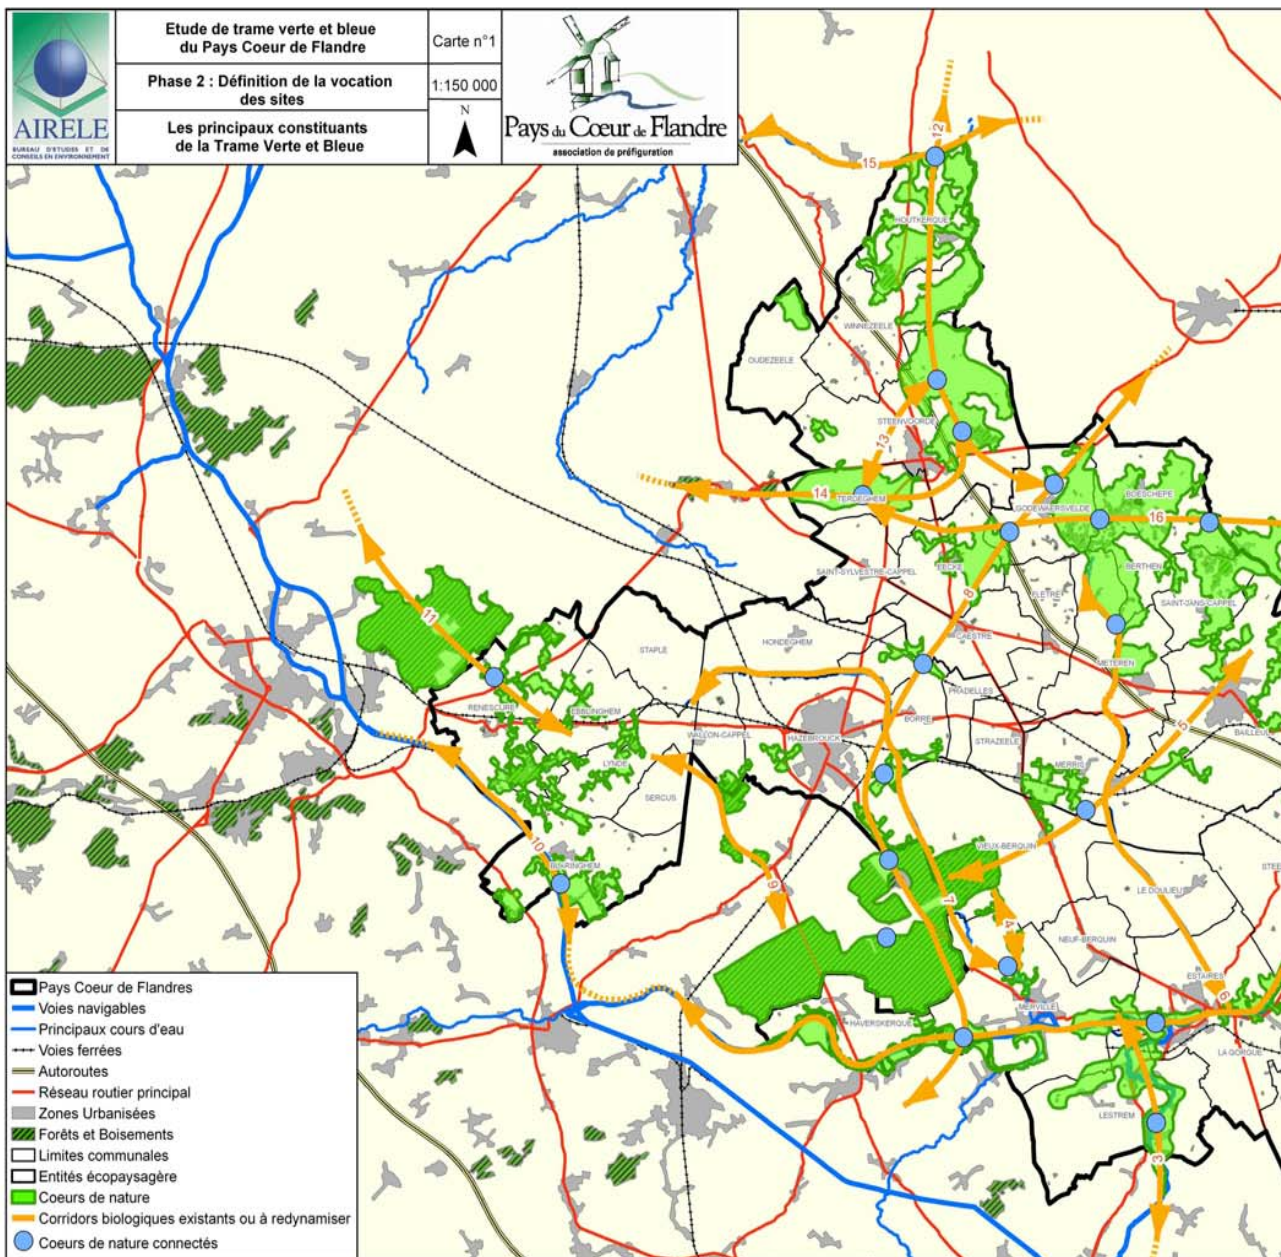 AIRELE
BUREAU D'ETUDES ET DE
CONSEILS EN ENVIRONNEMENT
Etude de trame verte et bleue
du Pays Coeur de Flandre
Phase 2 : Définition de la vocation
des sites
Les principaux constituants
de la Trame Verte et Bleue
Carte n°1
1:150 000
N
Pays du Cœur de Flandre
association de préfiguration
12
15
HOUTKERQUE
WINNEZEELE
OUDEZEELE
STEENVOORDE
13
14
TERDEGHEM
BOESCHEPE
GODEWAERSVELDE
16
EECKE
BERTHEN
SAINT-SYLVESTRE-CAPPEL
8
FLETRE
SAINT-JANS-CAPPEL
11
CAESTRE
HONDEGHEM
STAPLE
METEREN
PRADELLES
RENESCURE
EBBLINGHEM
BORRE
WALLON-CAPPEL
HAZEBROUCK
STRAZEELE
5
BAILLEUL
LYNDE
MERRIS
SERCUS
10
BLARINGHEM
VIEUX-BERQUIN
9
LE DOULIEU
STEE
7
4
NEUF-BERQUIN
ESTAIRES
6
MERVILLE
HAVERSKERQUE
LA GORGUE
LESTREM
3
Pays Coeur de Flandres
Voies navigables
Principaux cours d'eau
Voies ferrées
Autoroutes
Réseau routier principal
Zones Urbanisées
Forêts et Boisements
Limites communales
Entités écopaysagère
Coeurs de nature
Corridors biologiques existants ou à redynamiser
Coeurs de nature connectés